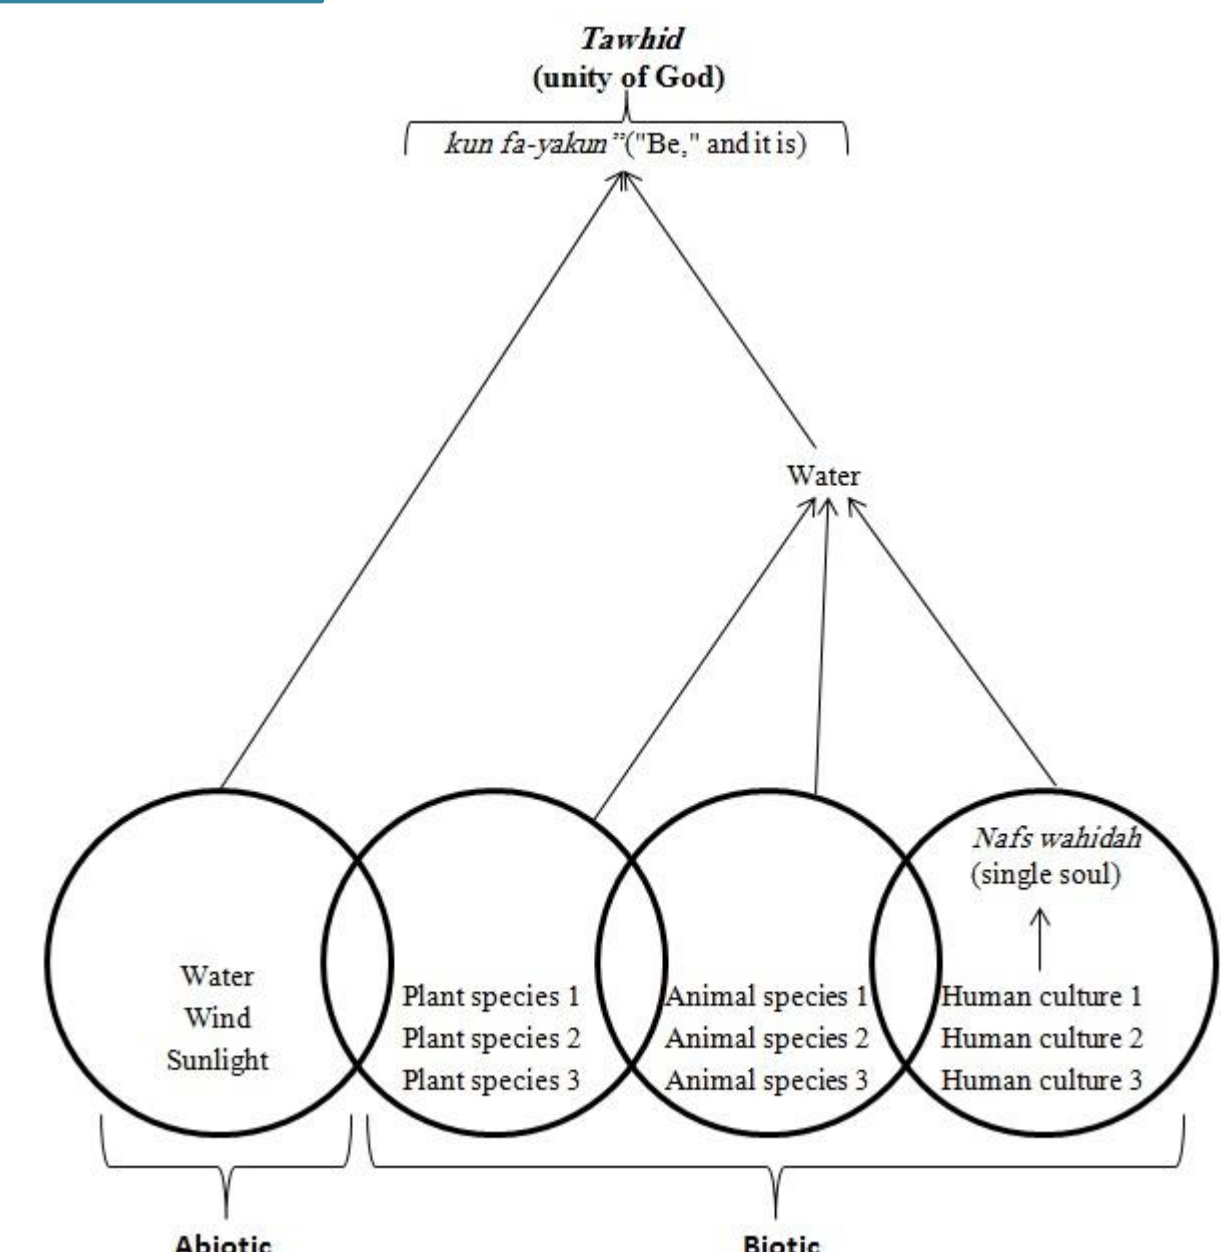 Tawhid
(unity of God)
kun fa-yakun”("Be," and it is)
Water
Nafs wahidah
(single soul)
Water
Wind
Sunlight
Plant species 1
Plant species 2
Plant species 3
Animal species 1
Animal species 2
Animal species 3
Human culture 1
Human culture 2
Human culture 3
Abiotic
Biotic